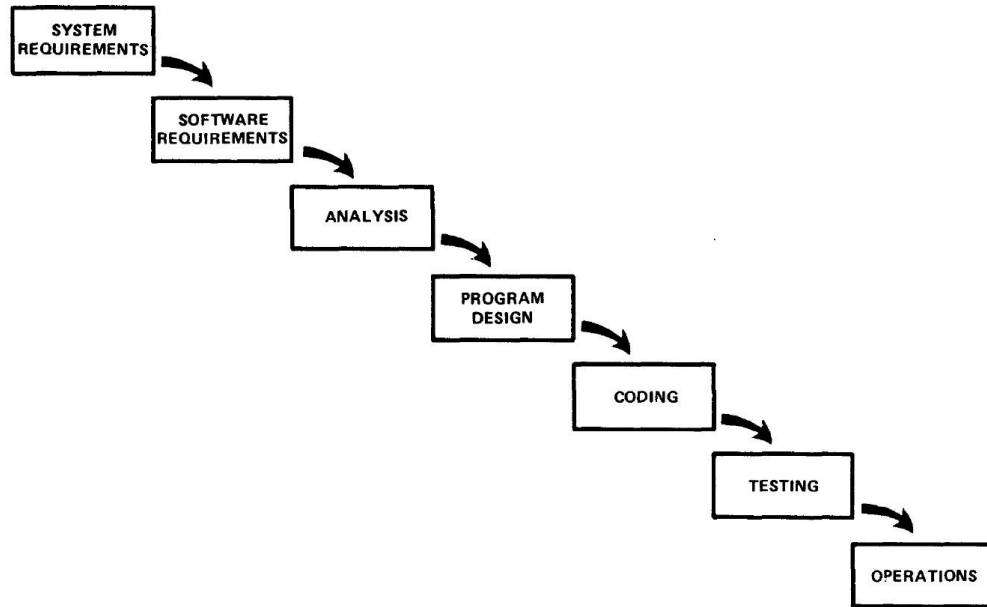 SYSTEM
REQUIREMENTS
SOFTWARE
REQUIREMENTS
ANALYSIS
PROGRAM
DESIGN
CODING
TESTING
OPERATIONS